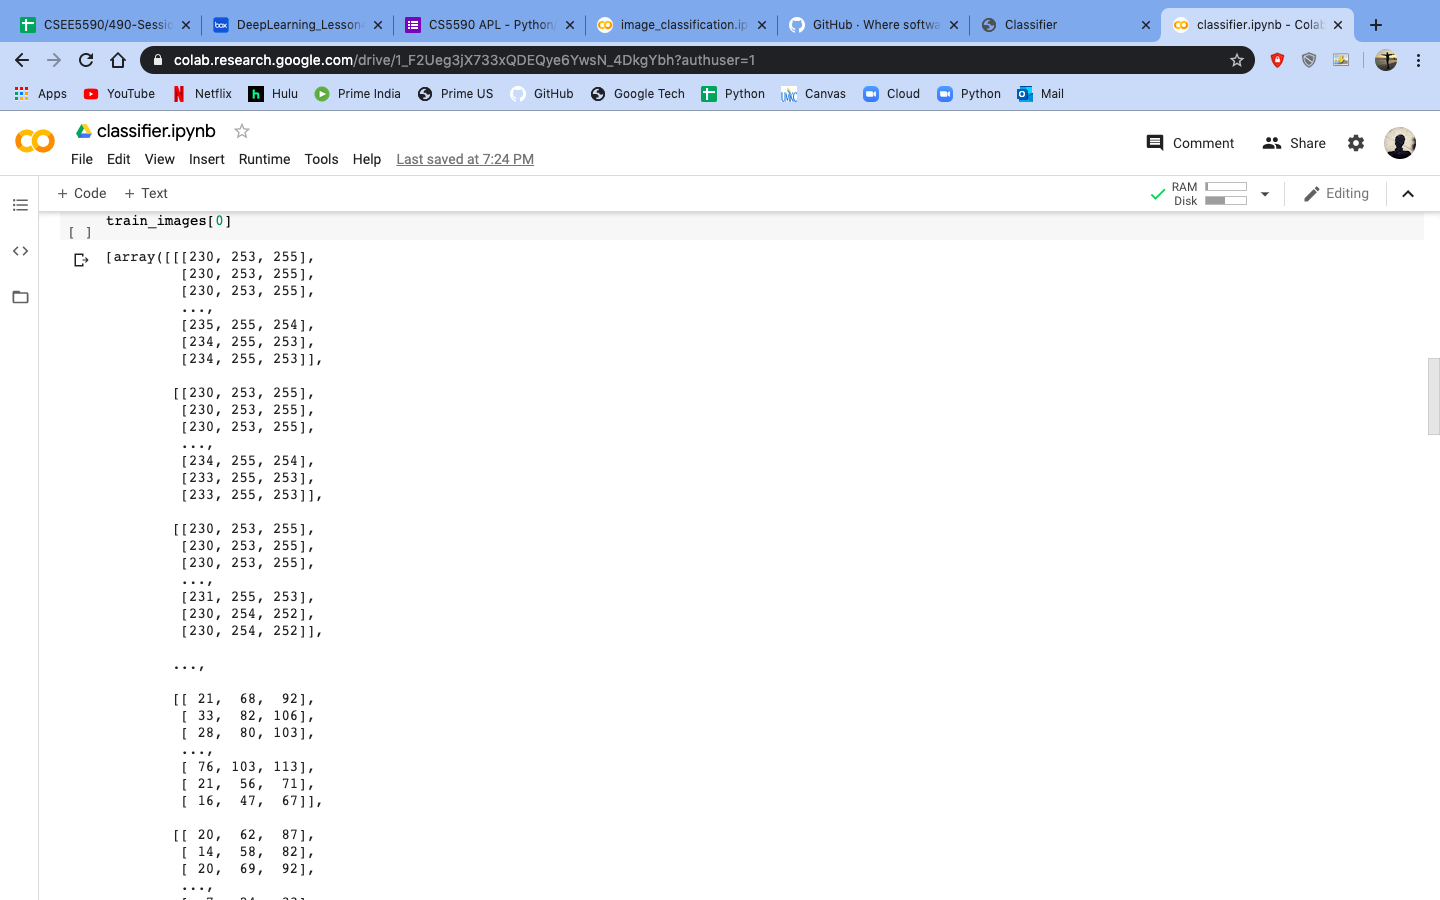 CSEE5590/490-Sessi
DeepLearning_Lesson
CS5590 APL - Python
image_classification.ip
GitHub · Where softwa
Classifier
classifier.ipynb - Colab
colab.research.google.com/drive/1_F2Ueg3jX733xQDEQye6YwsN_4DkgYbh?authuser=1
Apps YouTube Netflix Hulu Prime India Prime US GitHub Google Tech Python Canvas Cloud Python Mail
classifier.ipynb
Comment Share
File Edit View Insert Runtime Tools Help Last saved at 7:24 PM
+ Code + Text
RAM
Disk
Editing
train_images[0]
[ ]
[array([[[230, 253, 255],
[230, 253, 255],
[230, 253, 255],
...,
[235, 255, 254],
[234, 255, 253],
[234, 255, 253]],
[[230, 253, 255],
[230, 253, 255],
[230, 253, 255],
...,
[234, 255, 254],
[233, 255, 253],
[233, 255, 253]],
[[230, 253, 255],
[230, 253, 255],
[230, 253, 255],
...,
[231, 255, 253],
[230, 254, 252],
[230, 254, 252]],
...,
[[ 21, 68, 92],
[ 33, 82, 106],
[ 28, 80, 103],
...,
[ 76, 103, 113],
[ 21, 56, 71],
[ 16, 47, 67]],
[[ 20, 62, 87],
[ 14, 58, 82],
[ 20, 69, 92],
...,